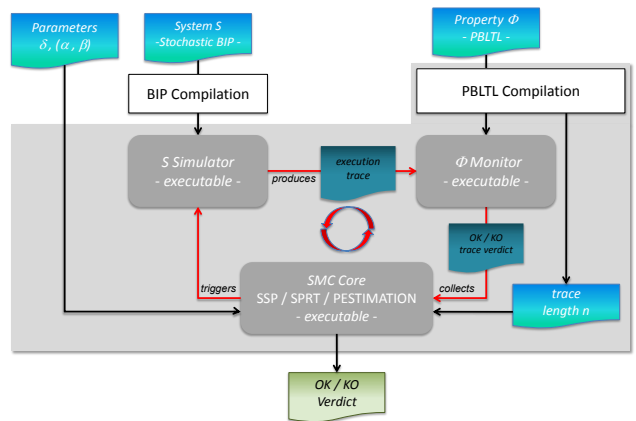 Parameters
δ, (α , β)
System S
-Stochastic BIP -
Property Φ
- PBLTL -
BIP Compilation
PBLTL Compilation
S Simulator
- executable -
produces
execution
trace
Φ Monitor
- executable -
OK / KO
trace verdict
triggers
SMC Core
SSP / SPRT / PESTIMATION
- executable -
collects
trace
length n
OK / KO
Verdict